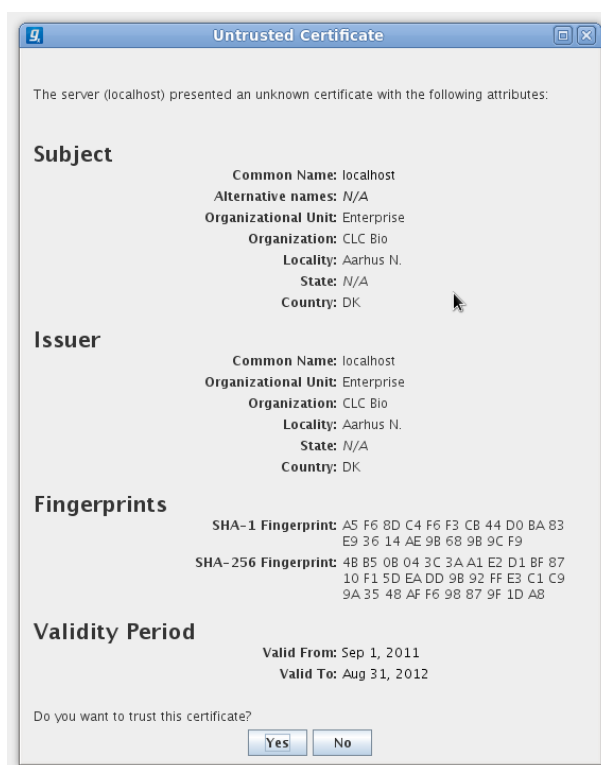 Untrusted Certificate
The server (localhost) presented an unknown certificate with the following attributes:
Subject
Common Name: localhost
Alternative names: N/A
Organizational Unit: Enterprise
Organization: CLC Bio
Locality: Aarhus N.
State: N/A
Country: DK
Issuer
Common Name: localhost
Organizational Unit: Enterprise
Organization: CLC Bio
Locality: Aarhus N.
State: N/A
Country: DK
Fingerprints
SHA-1 Fingerprint: A5 F6 8D C4 F6 F3 CB 44 D0 BA 83
E9 36 14 AE 9B 68 9B 9C F9
SHA-256 Fingerprint: 4B B5 0B 04 3C 3A A1 E2 D1 BF 87
10 F1 5D EA DD 9B 92 FF E3 C1 C9
9A 35 48 AF F6 98 87 9F 1D A8
Validity Period
Valid From: Sep 1, 2011
Valid To: Aug 31, 2012
Do you want to trust this certificate?
Yes No